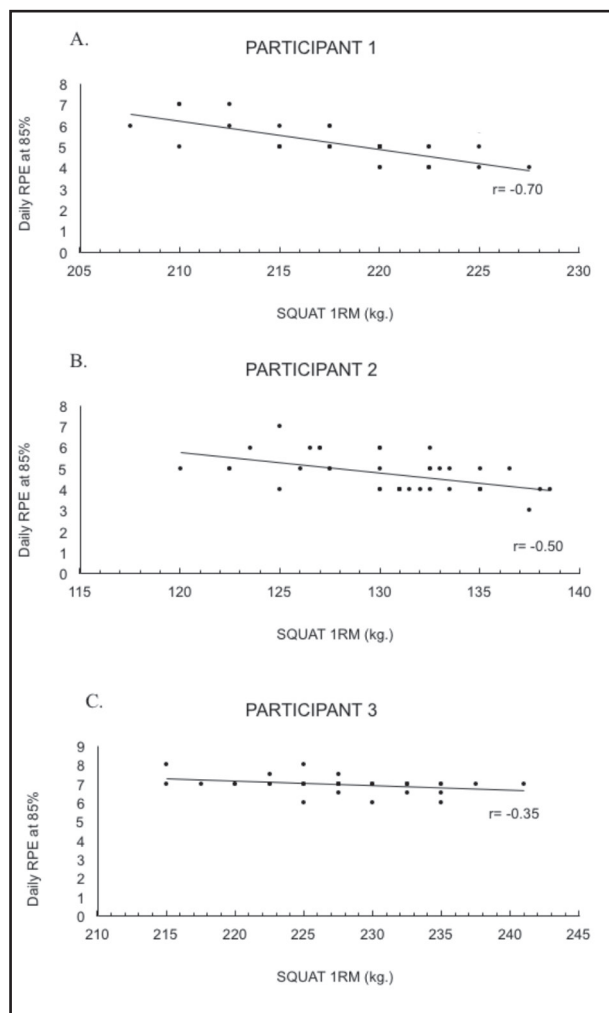 A.
PARTICIPANT 1
Daily RPE at 85%
8
7
6
5
4
3
2
1
0
r= -0.70
205 210 215 220 225 230
SQUAT 1RM (kg.)
B.
PARTICIPANT 2
Daily RPE at 85%
8
7
6
5
4
3
2
1
0
r= -0.50
115 120 125 130 135 140
SQUAT 1RM (kg.)
C.
PARTICIPANT 3
Daily RPE at 85%
9
8
7
6
5
4
3
2
1
0
r= -0.35
210 215 220 225 230 235 240 245
SQUAT 1RM (kg.)